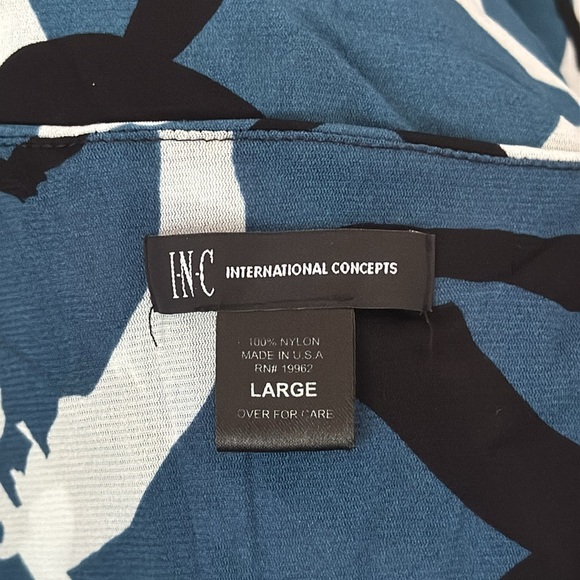 I·N·C INTERNATIONAL CONCEPTS
100% NYLON
MADE IN U.S.A
RN# 19962
LARGE
OVER FOR CARE